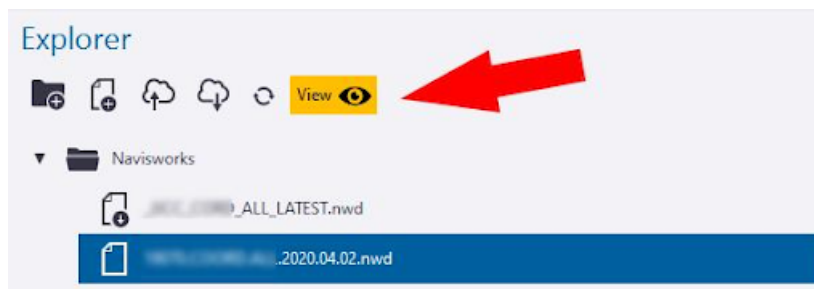 Explorer
View
Navisworks
_ALL_LATEST.nwd
.2020.04.02.nwd